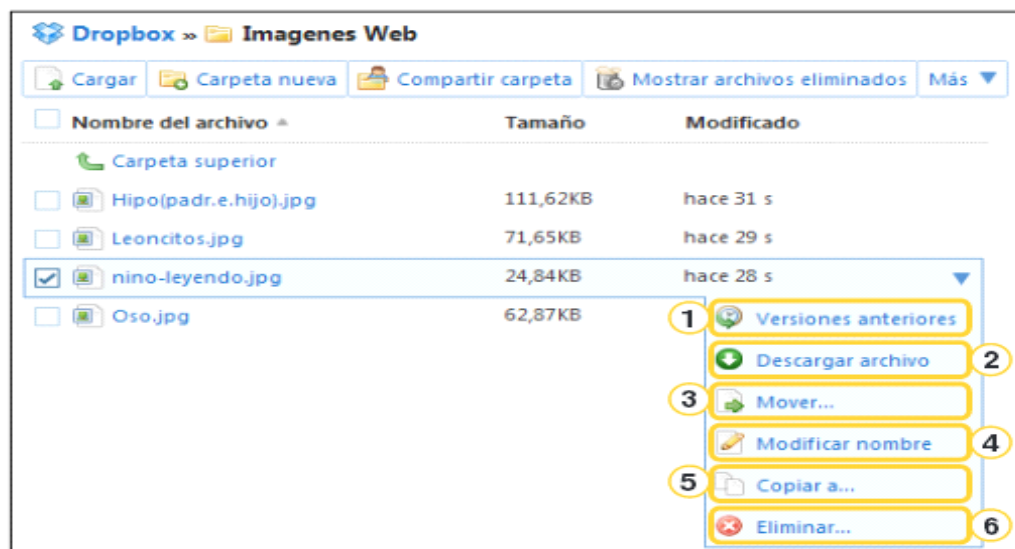 Dropbox » Imagenes Web
Cargar Carpeta nueva Compartir carpeta Mostrar archivos eliminados Más
Nombre del archivo Tamaño Modificado
Carpeta superior
Hipo(padr.e.hijo).jpg 111,62KB hace 31 s
Leoncitos.jpg 71,65KB hace 29 s
nino-leyendo.jpg 24,84KB hace 28 s
Oso.jpg 62,87KB
1 Versiones anteriores
Descargar archivo 2
3 Mover...
Modificar nombre 4
5 Copiar a...
Eliminar... 6